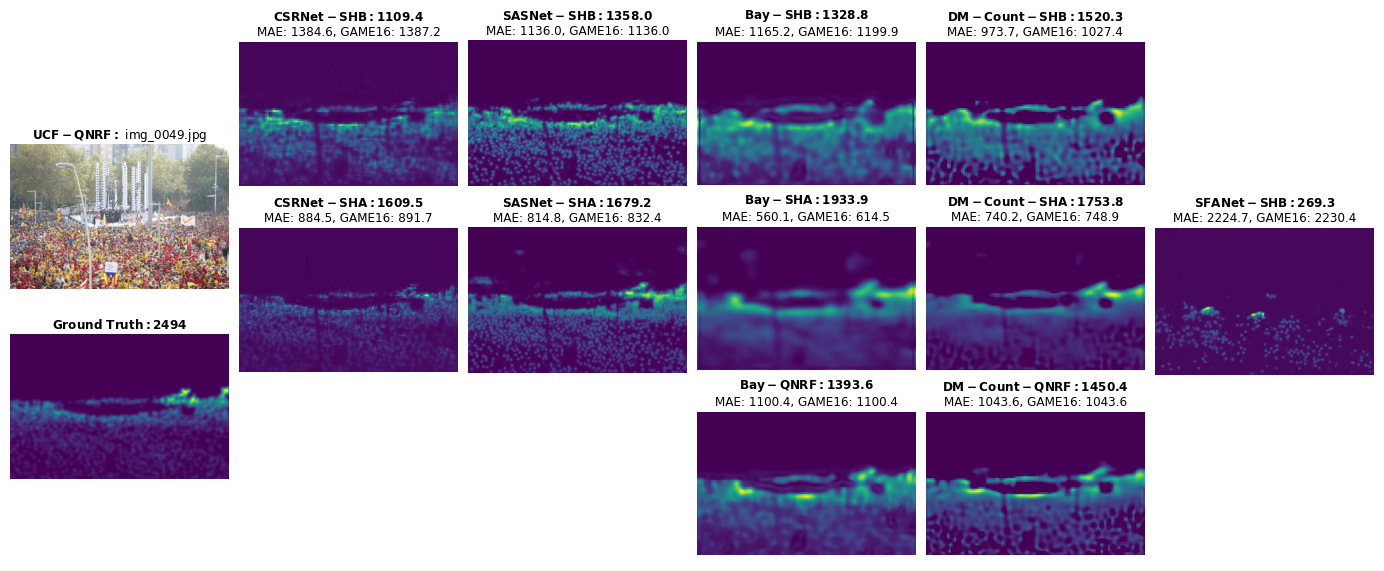 CSRNet−SHB: 1109.4
MAE: 1384.6, GAME16: 1387.2
SASNet−SHB: 1358.0
MAE: 1136.0, GAME16: 1136.0
Bay−SHB: 1328.8
MAE: 1165.2, GAME16: 1199.9
DM−Count−SHB: 1520.3
MAE: 973.7, GAME16: 1027.4
UCF−QNRF: img_0049.jpg
CSRNet−SHA: 1609.5
MAE: 884.5, GAME16: 891.7
SASNet−SHA: 1679.2
MAE: 814.8, GAME16: 832.4
Bay−SHA: 1933.9
MAE: 560.1, GAME16: 614.5
DM−Count−SHA: 1753.8
MAE: 740.2, GAME16: 748.9
SFANet−SHB: 269.3
MAE: 2224.7, GAME16: 2230.4
Ground Truth: 2494
Bay−QNRF: 1393.6
MAE: 1100.4, GAME16: 1100.4
DM−Count−QNRF: 1450.4
MAE: 1043.6, GAME16: 1043.6